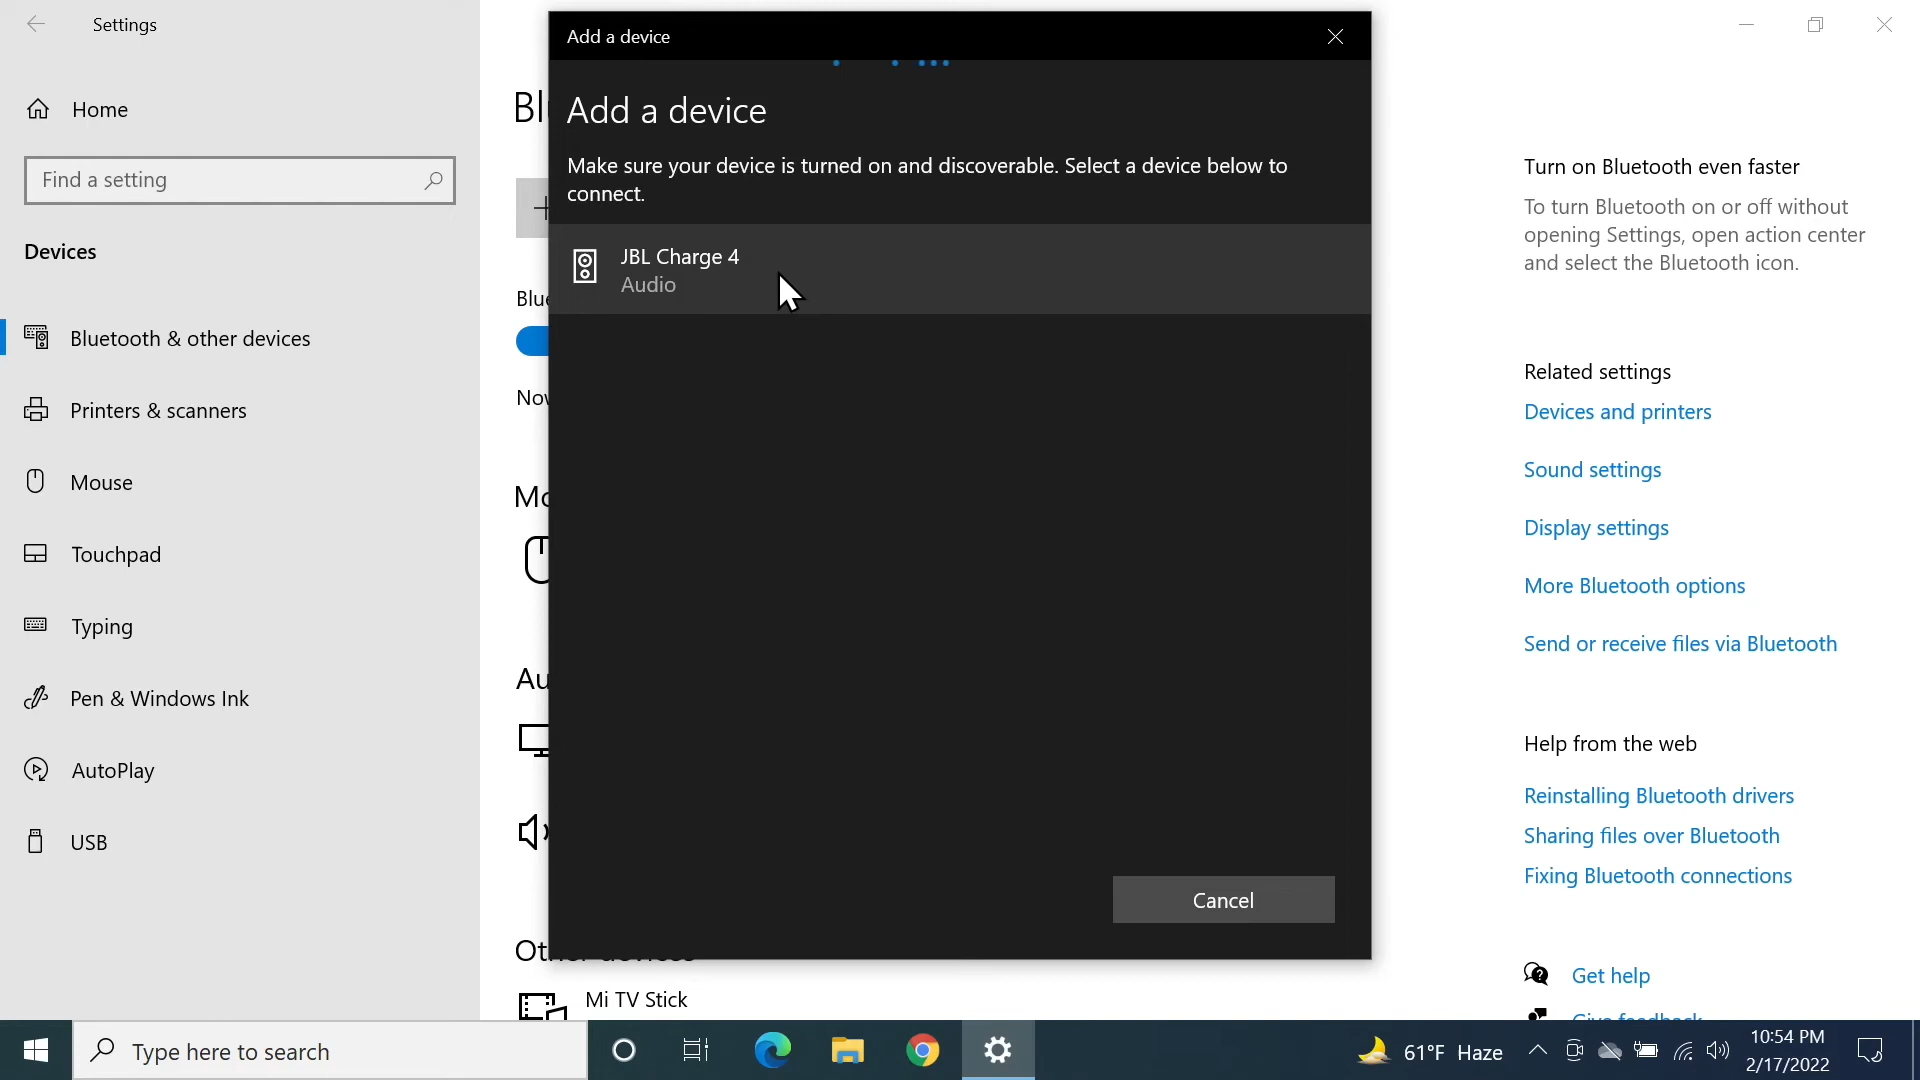 Settings
Home
Find a setting
Devices
Bluetooth & other devices
Printers & scanners
Mouse
Touchpad
Typing
Pen & Windows Ink
AutoPlay
USB
Add a device
Add a device
Make sure your device is turned on and discoverable. Select a device below to
connect.
JBL Charge 4
Audio
Cancel
Mi TV Stick
Turn on Bluetooth even faster
To turn Bluetooth on or off without
opening Settings, open action center
and select the Bluetooth icon.
Related settings
Devices and printers
Sound settings
Display settings
More Bluetooth options
Send or receive files via Bluetooth
Help from the web
Reinstalling Bluetooth drivers
Sharing files over Bluetooth
Fixing Bluetooth connections
Get help
Give feedback
Type here to search
61°F Haze
10:54 PM
2/17/2022